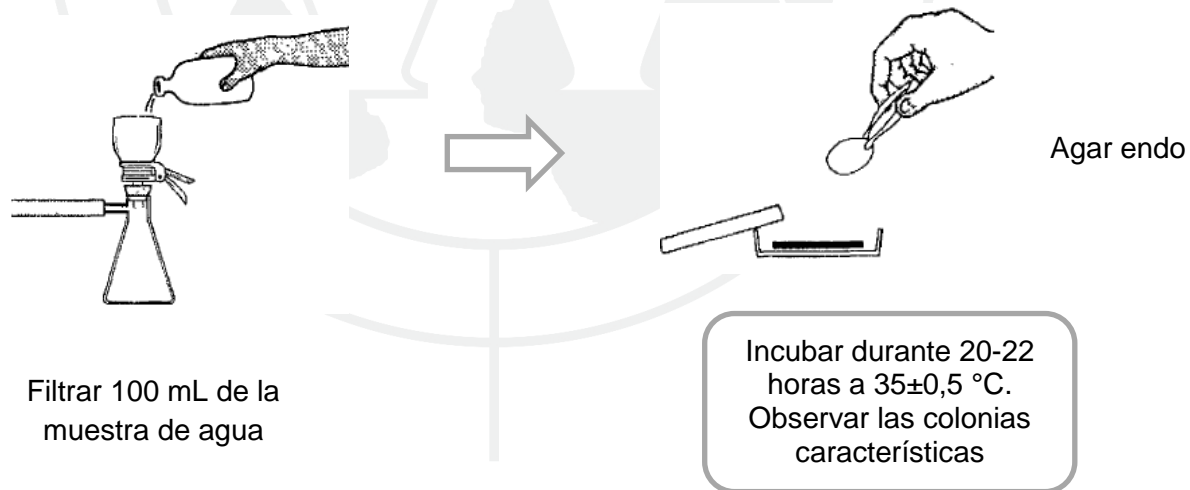 Agar endo
Filtrar 100 mL de la
muestra de agua
Incubar durante 20-22
horas a 35±0,5 °C.
Observar las colonias
características